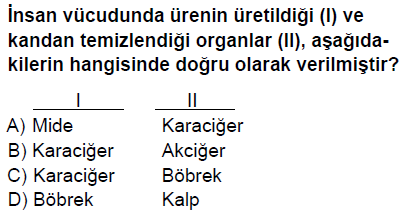 İnsan vücudunda ürenin üretildiği (I) ve
kandan temizlendiği organlar (II), aşağıda-
kilerin hangisinde doğru olarak verilmiştir?
I II
A) Mide Karaciğer
B) Karaciğer Akciğer
C) Karaciğer Böbrek
D) Böbrek Kalp